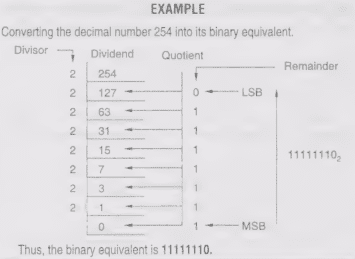 EXAMPLE
Converting the decimal number 254 into its binary equivalent.
Divisor Dividend Quotient Remainder
2 254
2 127 0 LSB
2 63 1
2 31 1
2 15 1 11111110₂
2 7 1
2 3 1
2 1 1
0 1 MSB
Thus, the binary equivalent is 11111110.